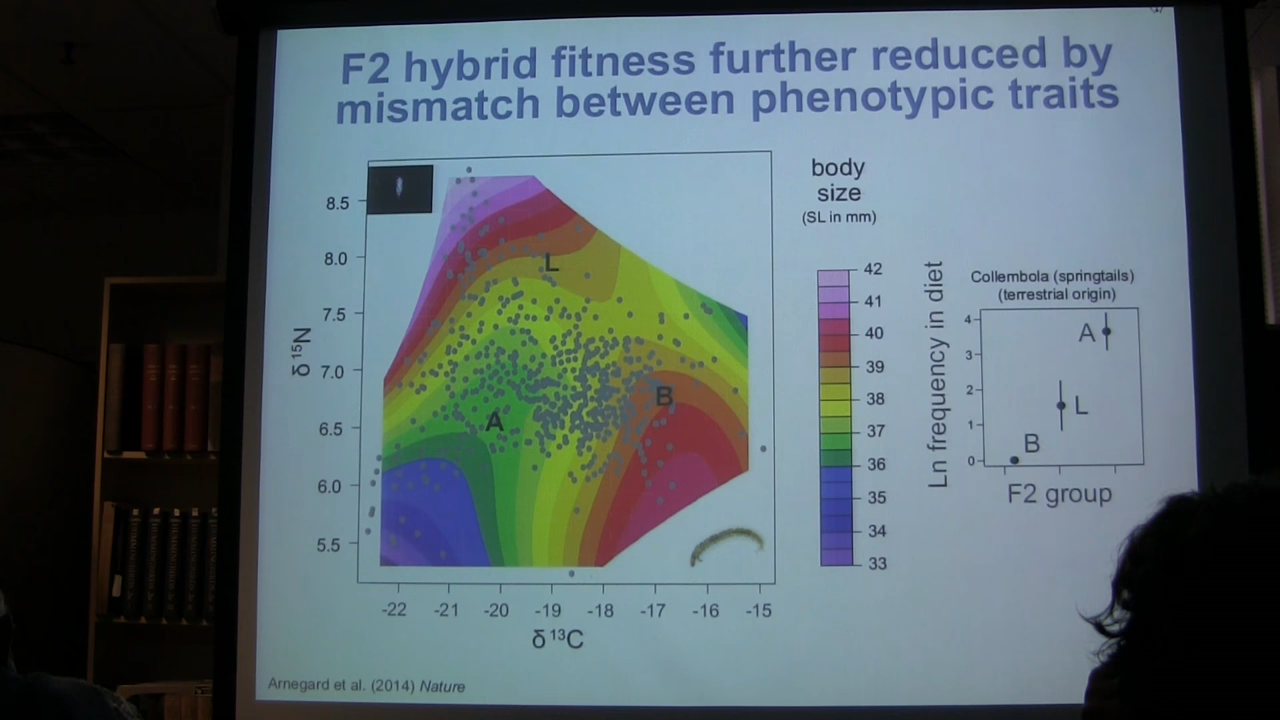 F2 hybrid fitness further reduced by
mismatch between phenotypic traits
δ 15N
8.5
8.0
7.5
7.0
6.5
6.0
5.5
L
B
A
-22 -21 -20 -19 -18 -17 -16 -15
δ 13C
body
size
(SL in mm)
42
41
40
39
38
37
36
35
34
33
Ln frequency in diet
Collembola (springtails)
(terrestrial origin)
4
3
2
1
0
A
L
B
F2 group
Arnegard et al. (2014) Nature